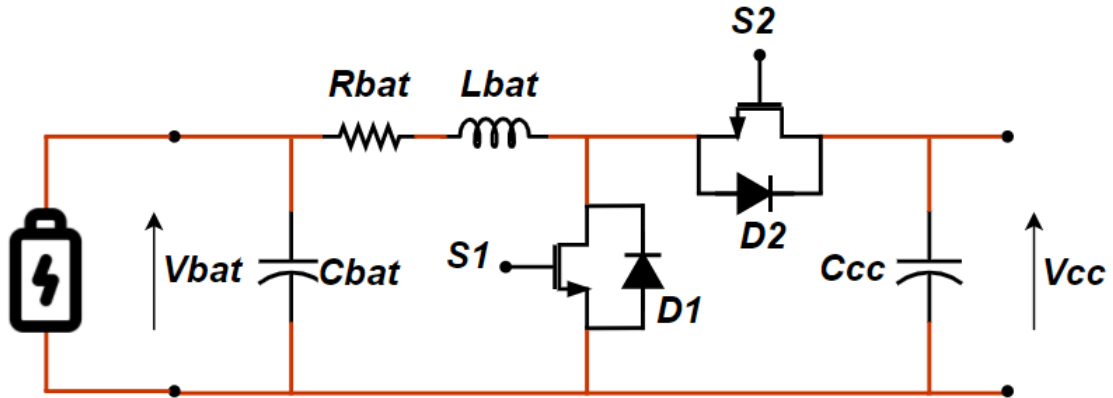 S2
Rbat
Lbat
Vbat
Cbat
S1
D1
D2
Ccc
Vcc